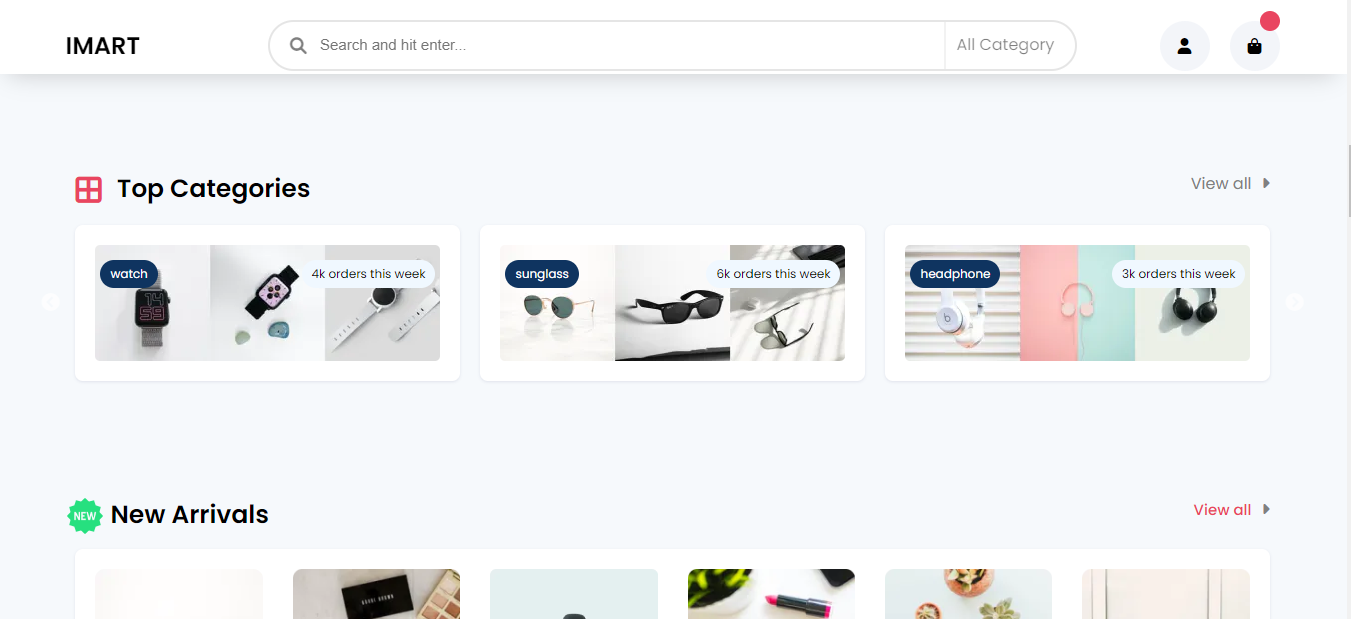 IMART
Search and hit enter...
All Category
Top Categories
View all
watch
4k orders this week
sunglass
6k orders this week
headphone
3k orders this week
NEW
New Arrivals
View all